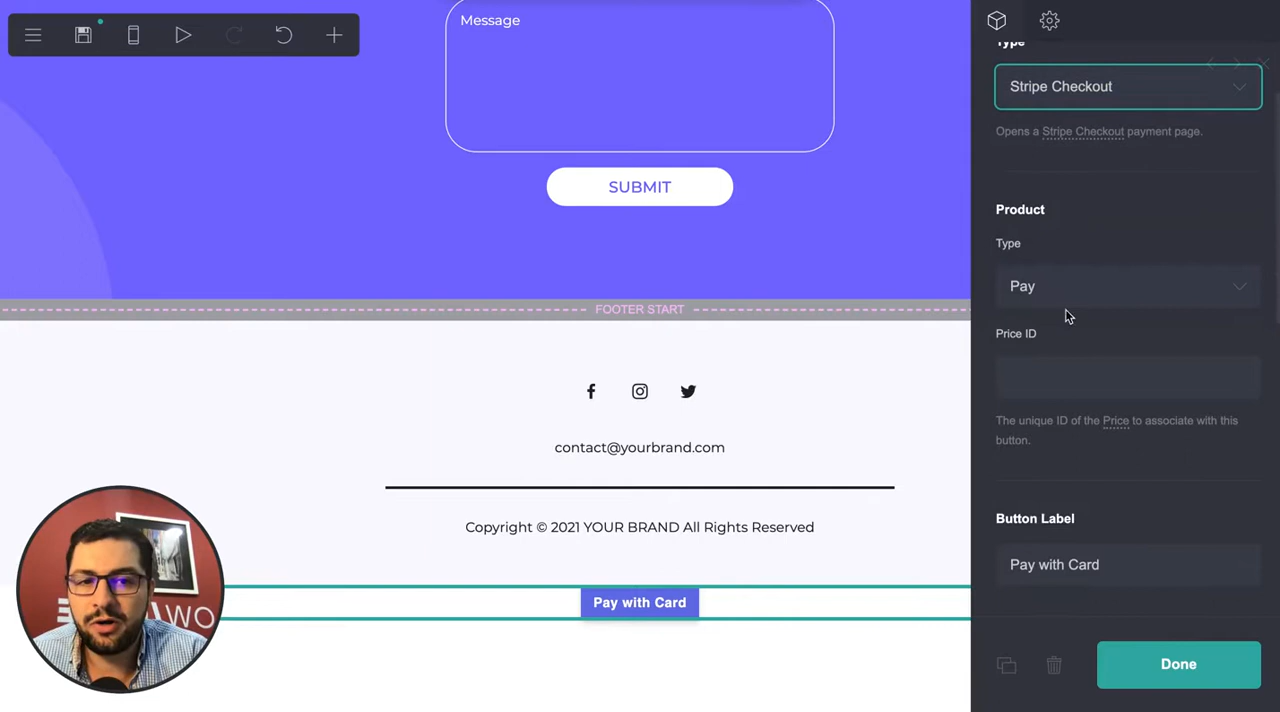 Message
SUBMIT
FOOTER START
contact@yourbrand.com
Copyright © 2021 YOUR BRAND All Rights Reserved
Pay with Card
Type
Stripe Checkout
Opens a Stripe Checkout payment page.
Product
Type
Pay
Price ID
The unique ID of the Price to associate with this
button.
Button Label
Pay with Card
Done